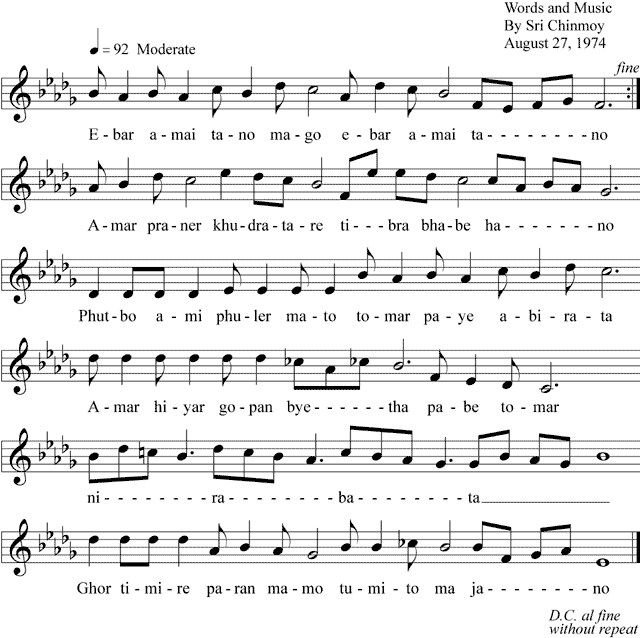 Words and Music
By Sri Chinmoy
August 27, 1974
♩ = 92 Moderate
fine
E - bar a - mai ta - no ma - go e - bar a - mai ta - - - - - - - - no
A - mar pra - ner khu - dra - ta - re ti - - - bra bha - be ha - - - - - - no
Phut - bo a - mi phu - ler ma - to to - mar pa - ye a - bi - ra - ta
A - mar hi - yar go - pan bye - - - - - - tha pa - be to - mar
ni - - - - - - - - - - ra - - - - - - - - - - ba - - - - - - - - - - ta
Ghor ti - mi - re pa - ran ma - mo tu - mi - to ma ja - - - - - no
D.C. al fine
without repeat